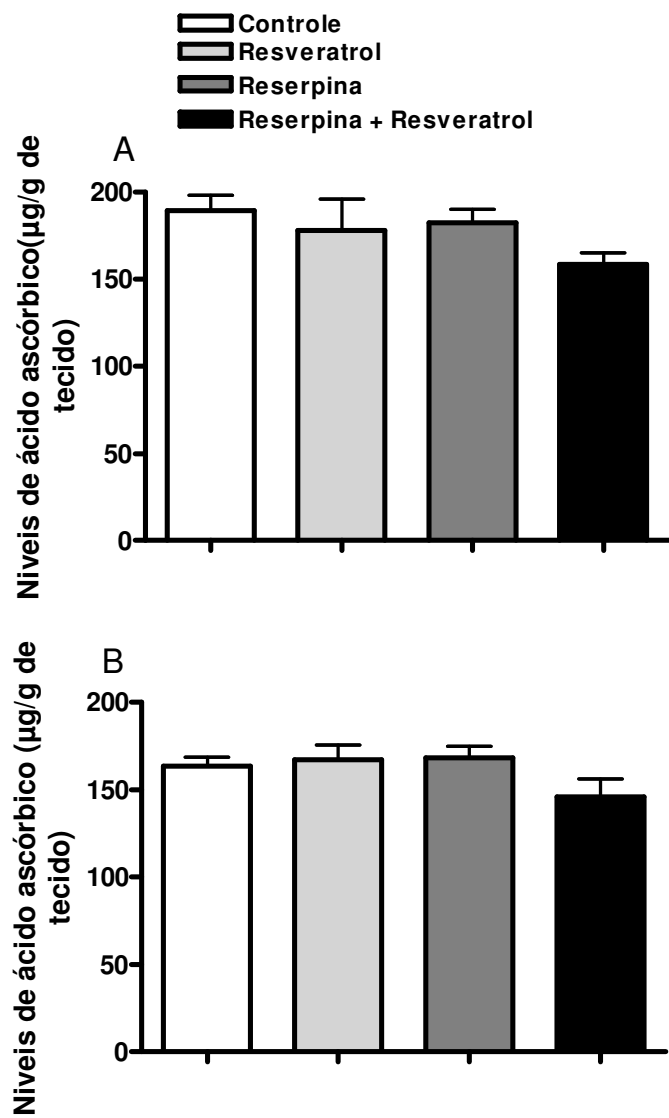 Controle
Resveratrol
Reserpina
Reserpina + Resveratrol
A
Niveis de ácido ascórbico(µg/g de
tecido)
200
150
100
50
0
B
Niveis de ácido ascórbico (µg/g de
tecido)
200
150
100
50
0